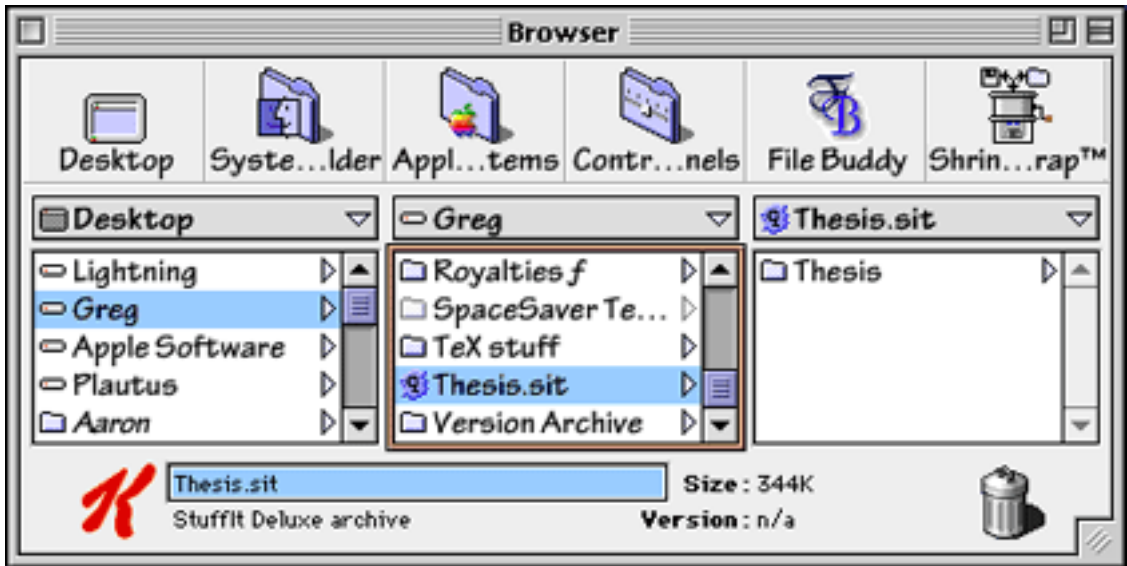 Browser
Desktop Syste...lder Appl...tems Contr...nels File Buddy Shrin...rap™
Desktop Greg Thesis.sit
Lightning Royalties ƒ Thesis
Greg SpaceSaver Te...
Apple Software TeX stuff
Plautus Thesis.sit
Aaron Version Archive
K Thesis.sit Size: 344K
StuffIt Deluxe archive Version: n/a